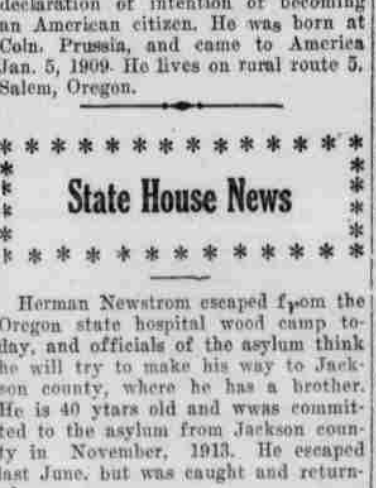 declaration of intention of becoming
an American citizen. He was born at
Coln, Prussia, and came to America
Jan. 5, 1909. He lives on rural route 5,
Salem, Oregon.
* * * * * * * * * * * * * *
* *
* State House News *
* *
* * * * * * * * * * * * * *
Herman Newstrom escaped from the
Oregon state hospital wood camp to-
day, and officials of the asylum think
he will try to make his way to Jack-
son county, where he has a brother.
He is 40 ytars old and wwas commit-
ted to the asylum from Jackson coun-
ty in November, 1913. He escaped
last June, but was caught and return-